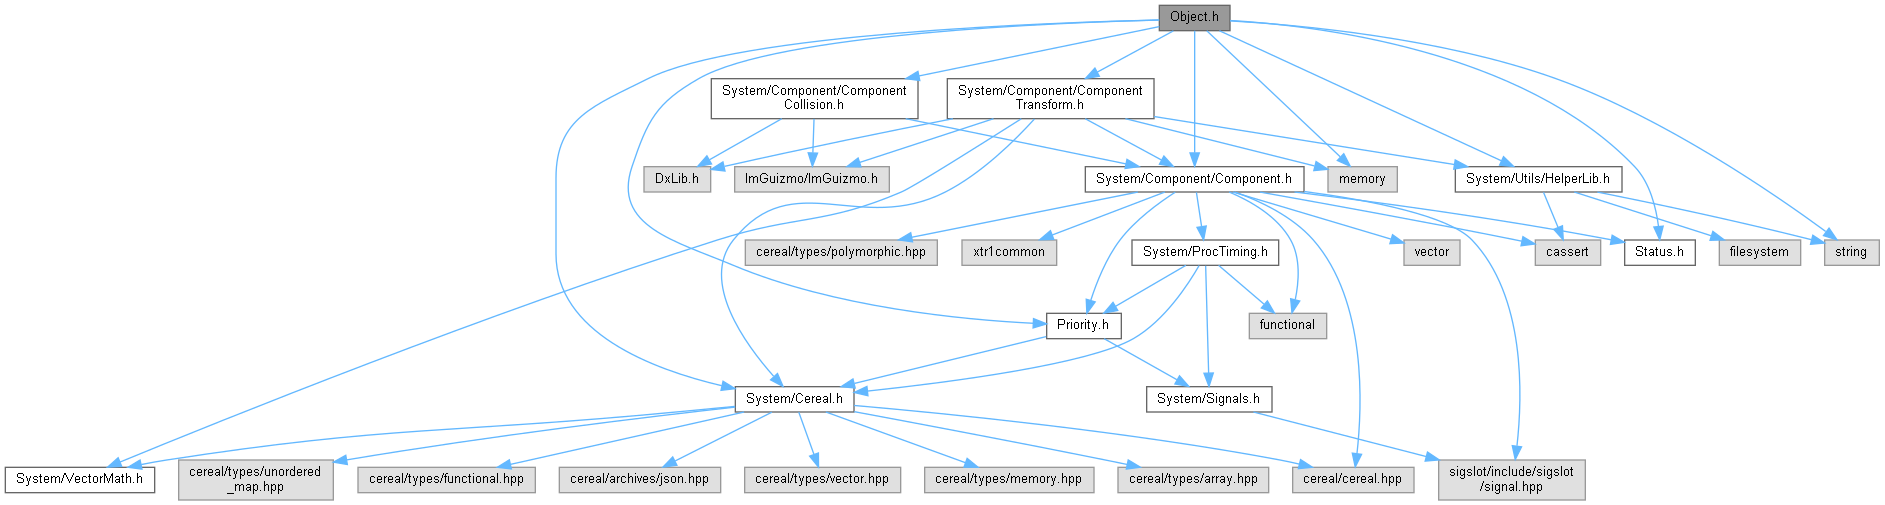 Object.h
System/Component/Component
Collision.h
System/Component/Component
Transform.h
DxLib.h
ImGuizmo/ImGuizmo.h
System/Component/Component.h
memory
System/Utils/HelperLib.h
cereal/types/polymorphic.hpp
xtr1common
System/ProcTiming.h
vector
cassert
Status.h
filesystem
string
Priority.h
functional
System/Cereal.h
System/Signals.h
System/VectorMath.h
cereal/types/unordered
_map.hpp
cereal/types/functional.hpp
cereal/archives/json.hpp
cereal/types/vector.hpp
cereal/types/memory.hpp
cereal/types/array.hpp
cereal/cereal.hpp
sigslot/include/sigslot
/signal.hpp